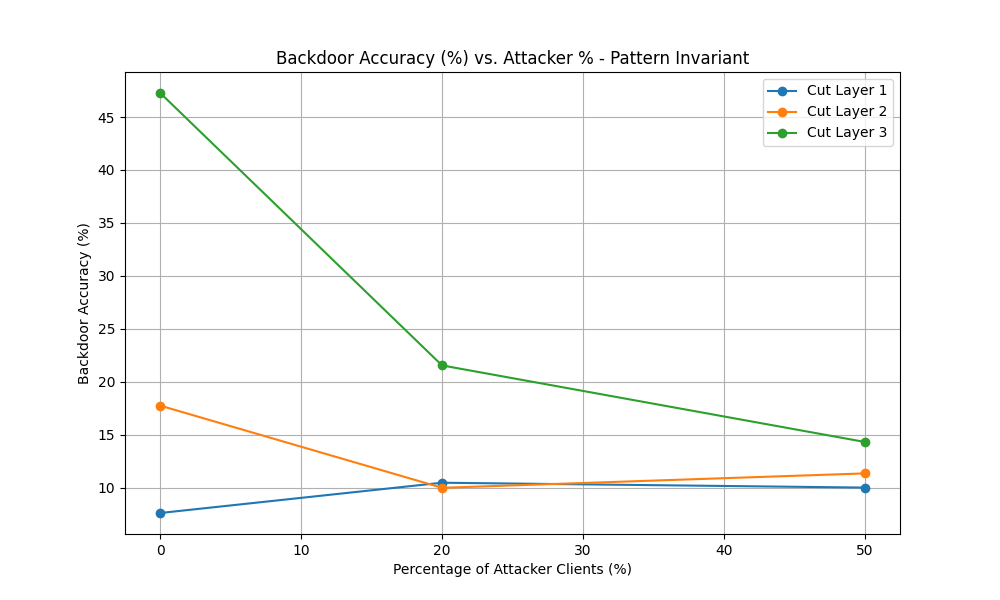 Backdoor Accuracy (%) vs. Attacker % - Pattern Invariant
Cut Layer 1
Cut Layer 2
Cut Layer 3
Backdoor Accuracy (%)
45
40
35
30
25
20
15
10
0
10
20
30
40
50
Percentage of Attacker Clients (%)